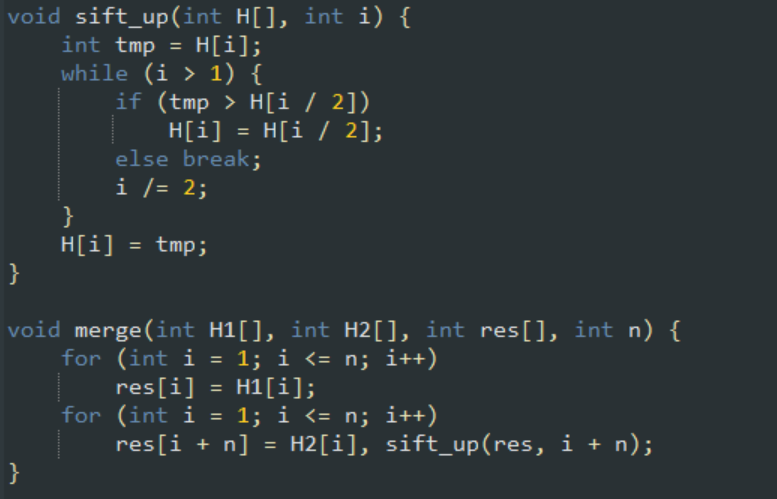 void sift_up(int H[], int i) {
    int tmp = H[i];
    while (i > 1) {
        if (tmp > H[i / 2])
            H[i] = H[i / 2];
        else break;
        i /= 2;
    }
    H[i] = tmp;
}

void merge(int H1[], int H2[], int res[], int n) {
    for (int i = 1; i <= n; i++)
        res[i] = H1[i];
    for (int i = 1; i <= n; i++)
        res[i + n] = H2[i], sift_up(res, i + n);
}